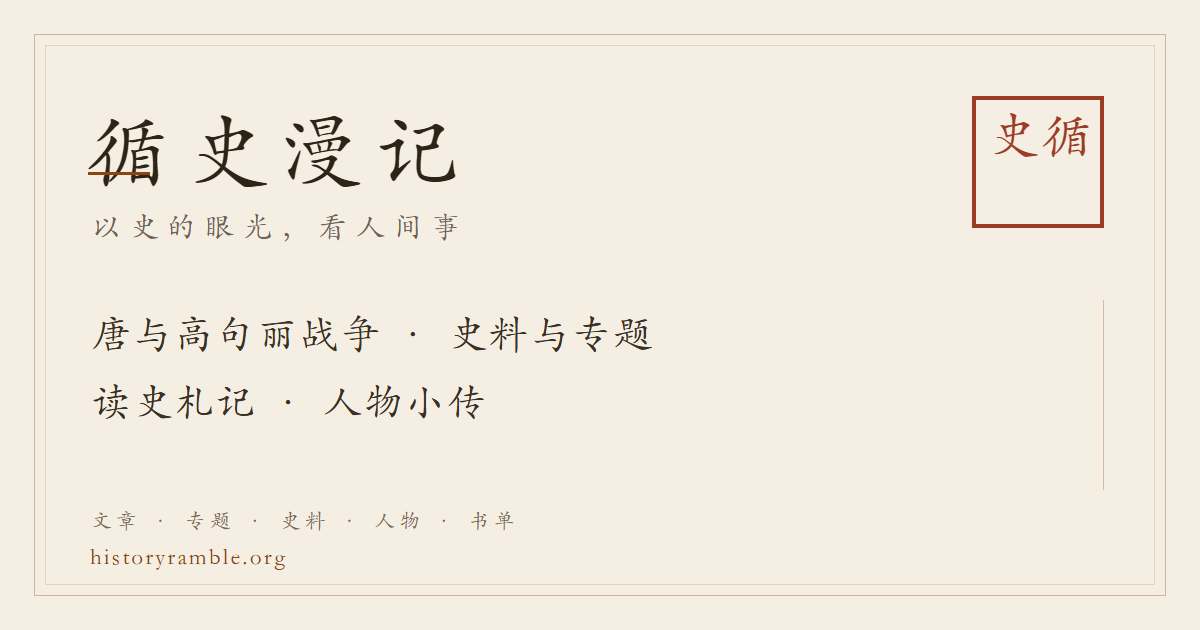 循史漫记
史循
以史的眼光，看人间事
唐与高句丽战争 · 史料与专题
读史札记 · 人物小传
文章 · 专题 · 史料 · 人物 · 书单
historyramble.org